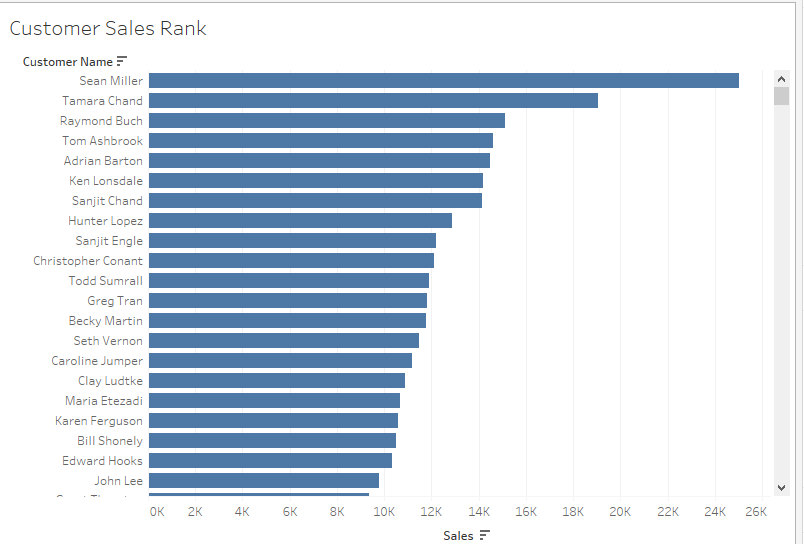 Customer Sales Rank
Customer Name
Sean Miller
Tamara Chand
Raymond Buch
Tom Ashbrook
Adrian Barton
Ken Lonsdale
Sanjit Chand
Hunter Lopez
Sanjit Engle
Christopher Conant
Todd Sumrall
Greg Tran
Becky Martin
Seth Vernon
Caroline Jumper
Clay Ludtke
Maria Etezadi
Karen Ferguson
Bill Shonely
Edward Hooks
John Lee
0K 2K 4K 6K 8K 10K 12K 14K 16K 18K 20K 22K 24K 26K
Sales